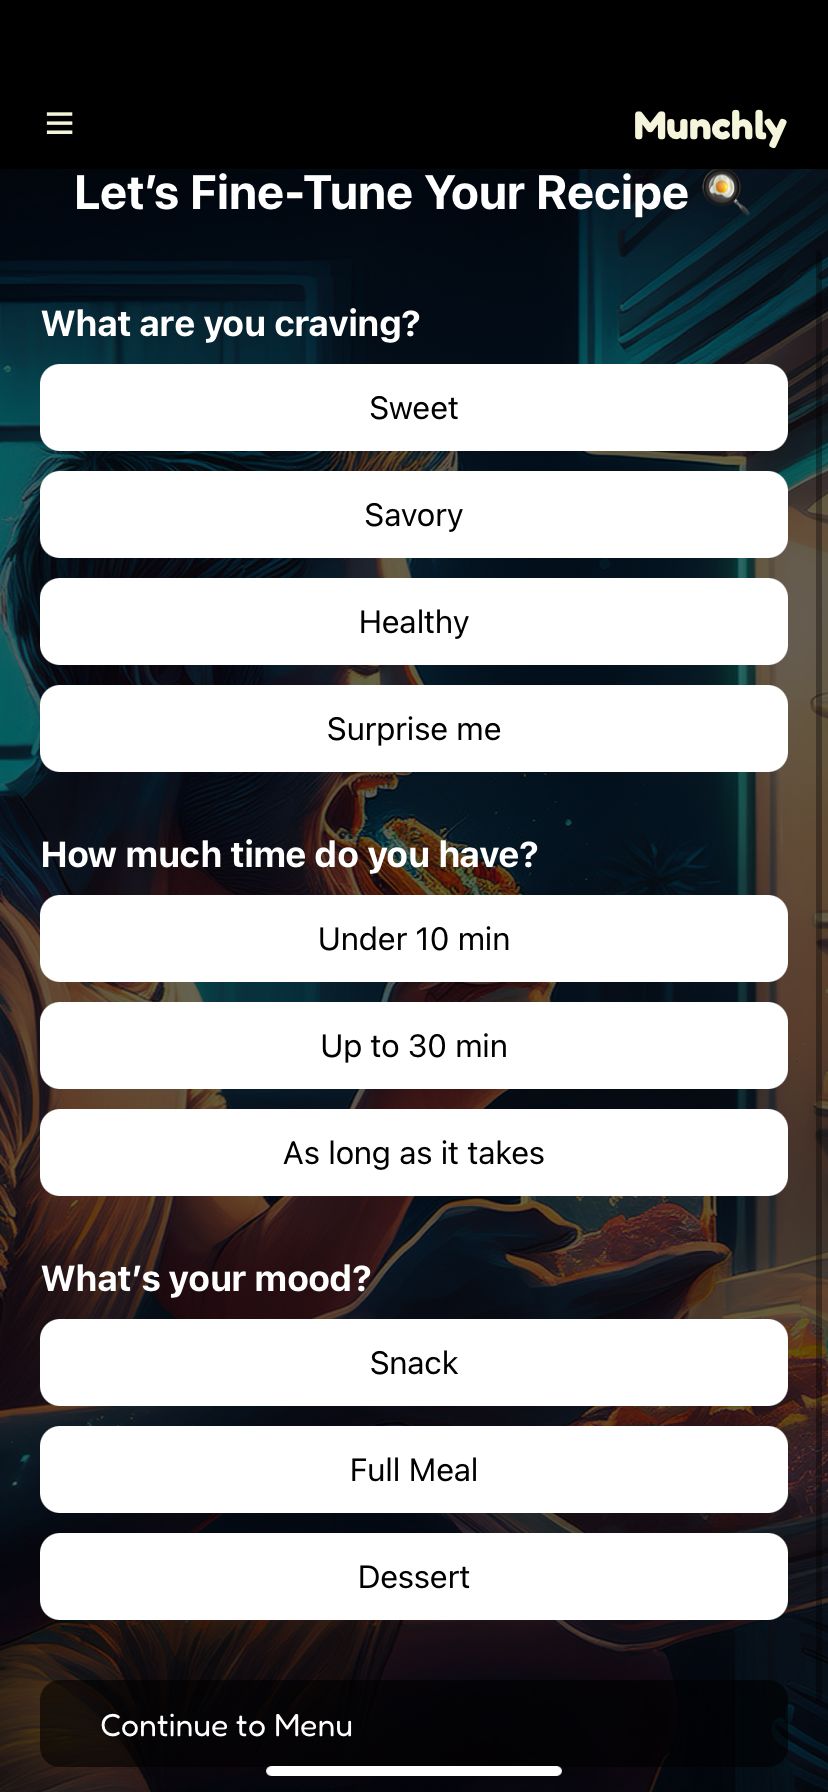 Munchly
Let’s Fine-Tune Your Recipe 🍳
What are you craving?
Sweet
Savory
Healthy
Surprise me
How much time do you have?
Under 10 min
Up to 30 min
As long as it takes
What’s your mood?
Snack
Full Meal
Dessert
Continue to Menu